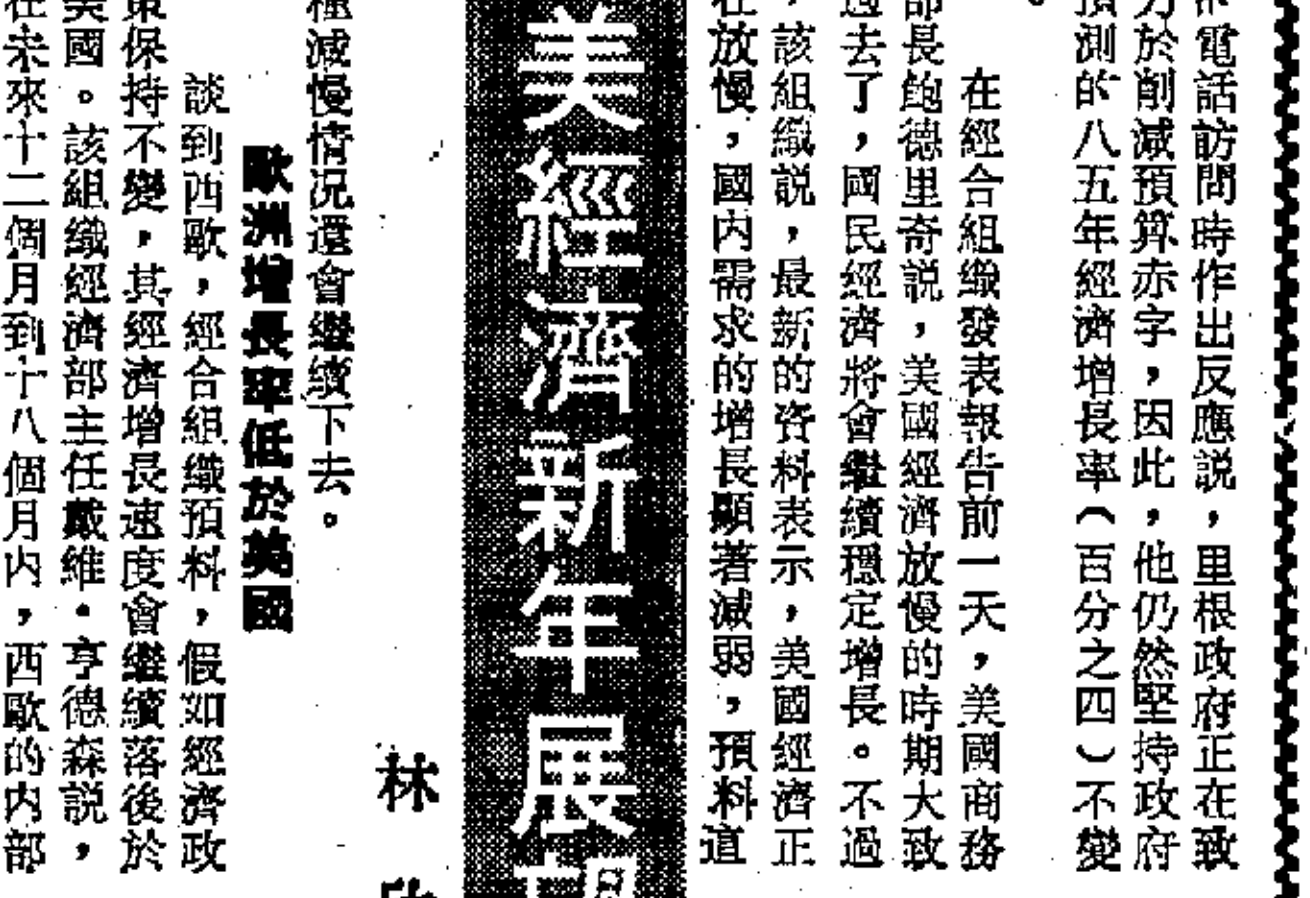 電話訪問時作出反應説，里根政府正在致
力於削減預算赤字，因此，他仍然堅持政府
預測的八五年經濟增長率（百分之四）不變
。
在經合組織發表報告前一天，美國商務
部長鮑德里奇説，美國經濟放慢的時期大致
過去了，國民經濟將會繼續穩定增長。不過
，該組織説，最新的資料表示，美國經濟正
在放慢，國内需求的增長顯著減弱，預料這
美經濟新年展望
林
種減慢情况還會繼續下去。
歐洲增長率低於美國
談到西歐，經合組織預料，假如經濟政
策保持不變，其經濟增長速度會繼續落後於
美國。該組織經濟部主任戴維·亨德森説，
在未來十二個月到十八個月内，西歐的内部